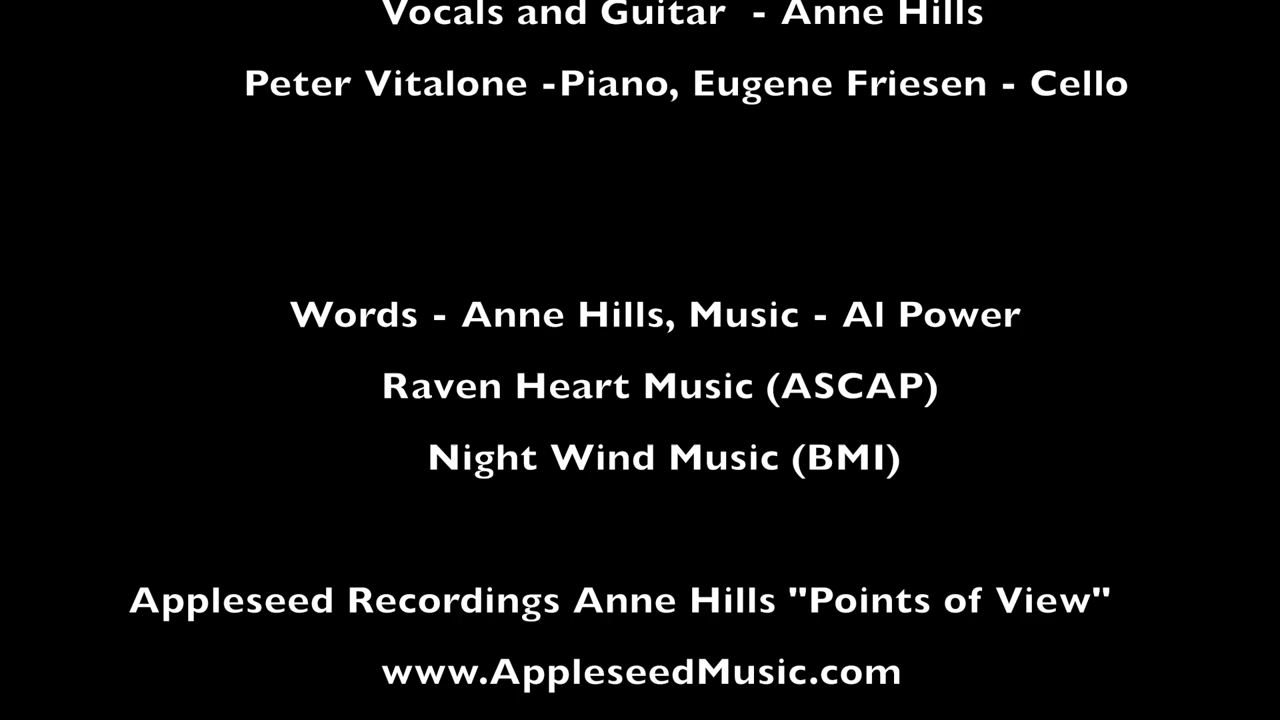 Vocals and Guitar  - Anne Hills
Peter Vitalone -Piano, Eugene Friesen - Cello
Words - Anne Hills, Music - Al Power
Raven Heart Music (ASCAP)
Night Wind Music (BMI)
Appleseed Recordings Anne Hills "Points of View"
www.AppleseedMusic.com